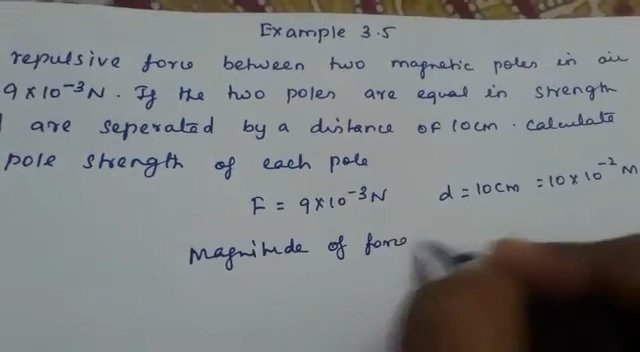 Example 3.5
repulsive force between two magnetic poles in air
9×10⁻³N. If the two poles are equal in strength
are seperated by a distance of 10cm. calculate
pole strength of each pole
F = 9×10⁻³N d = 10cm = 10×10⁻² M
Magnitude of force